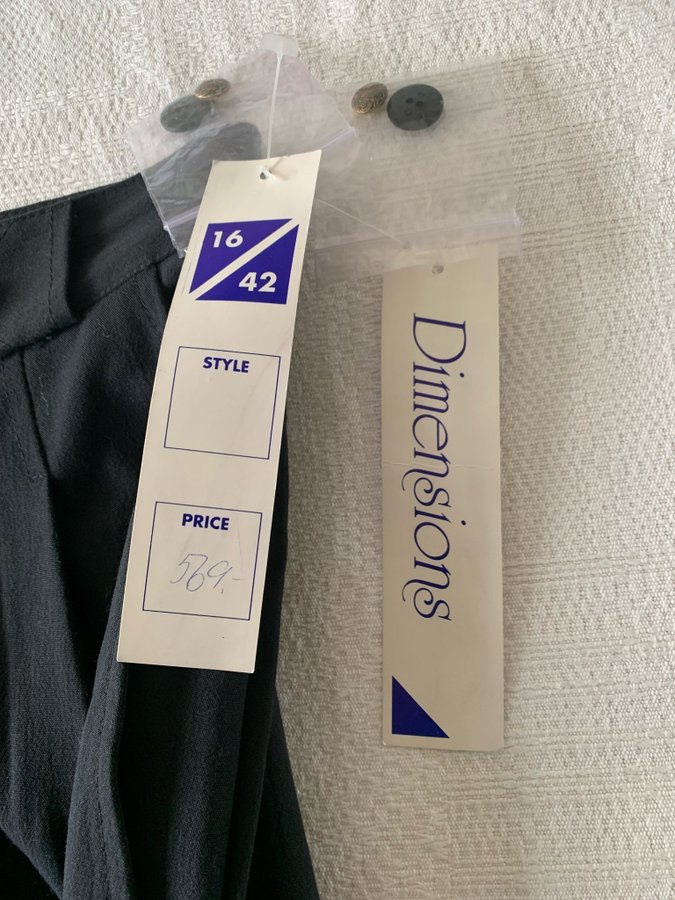 16
42
STYLE
PRICE
569.-
Dimensions